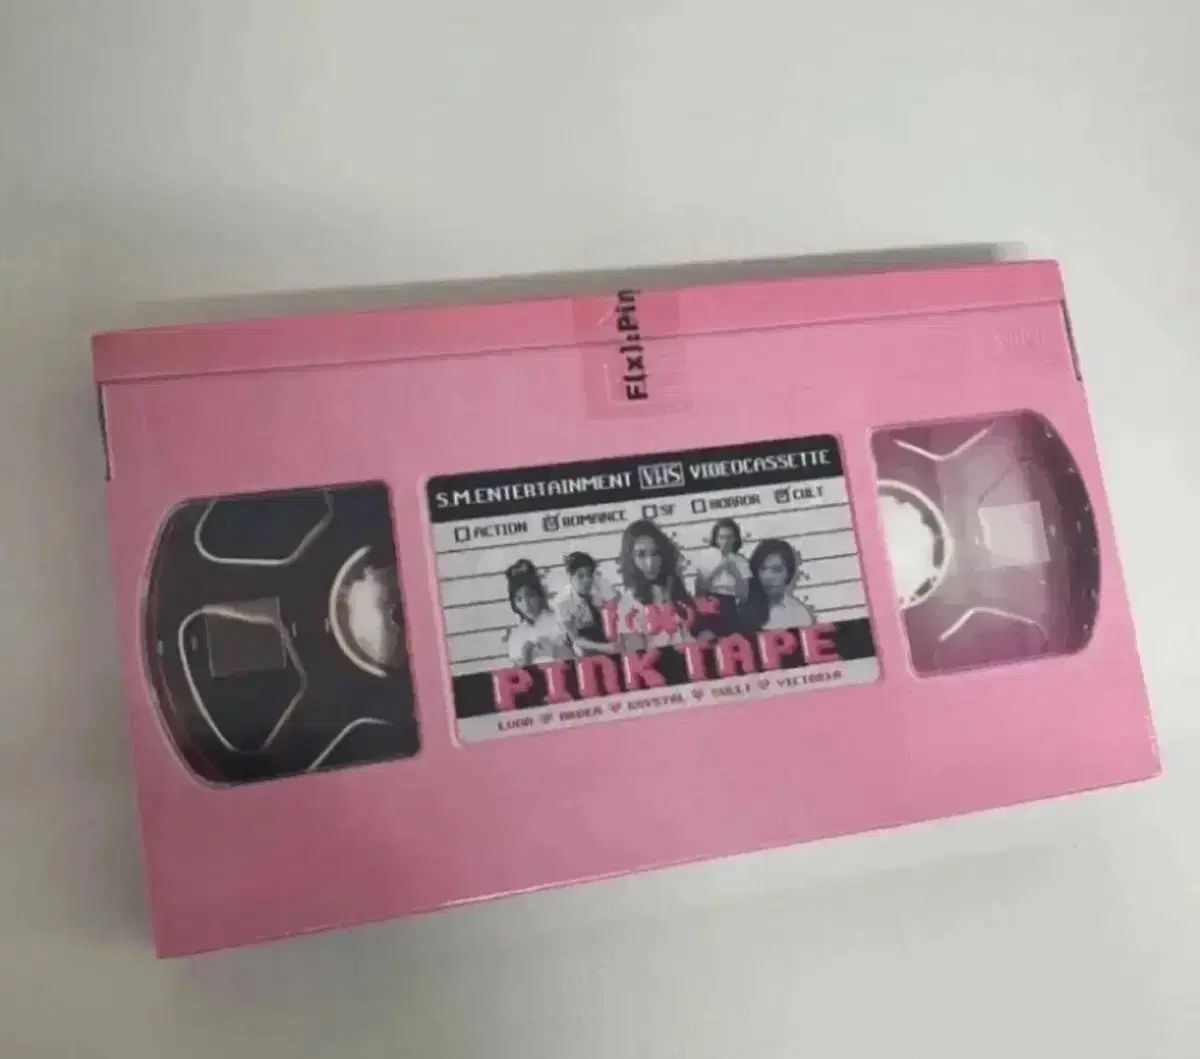 F(x):Pin
S.M.ENTERTAINMENT VHS VIDEOCASSETTE
ACTION ROMANCE SF HORROR CULT
f(x)
PINK TAPE
LUNA AMBER KRYSTAL SULLI VICTORIA